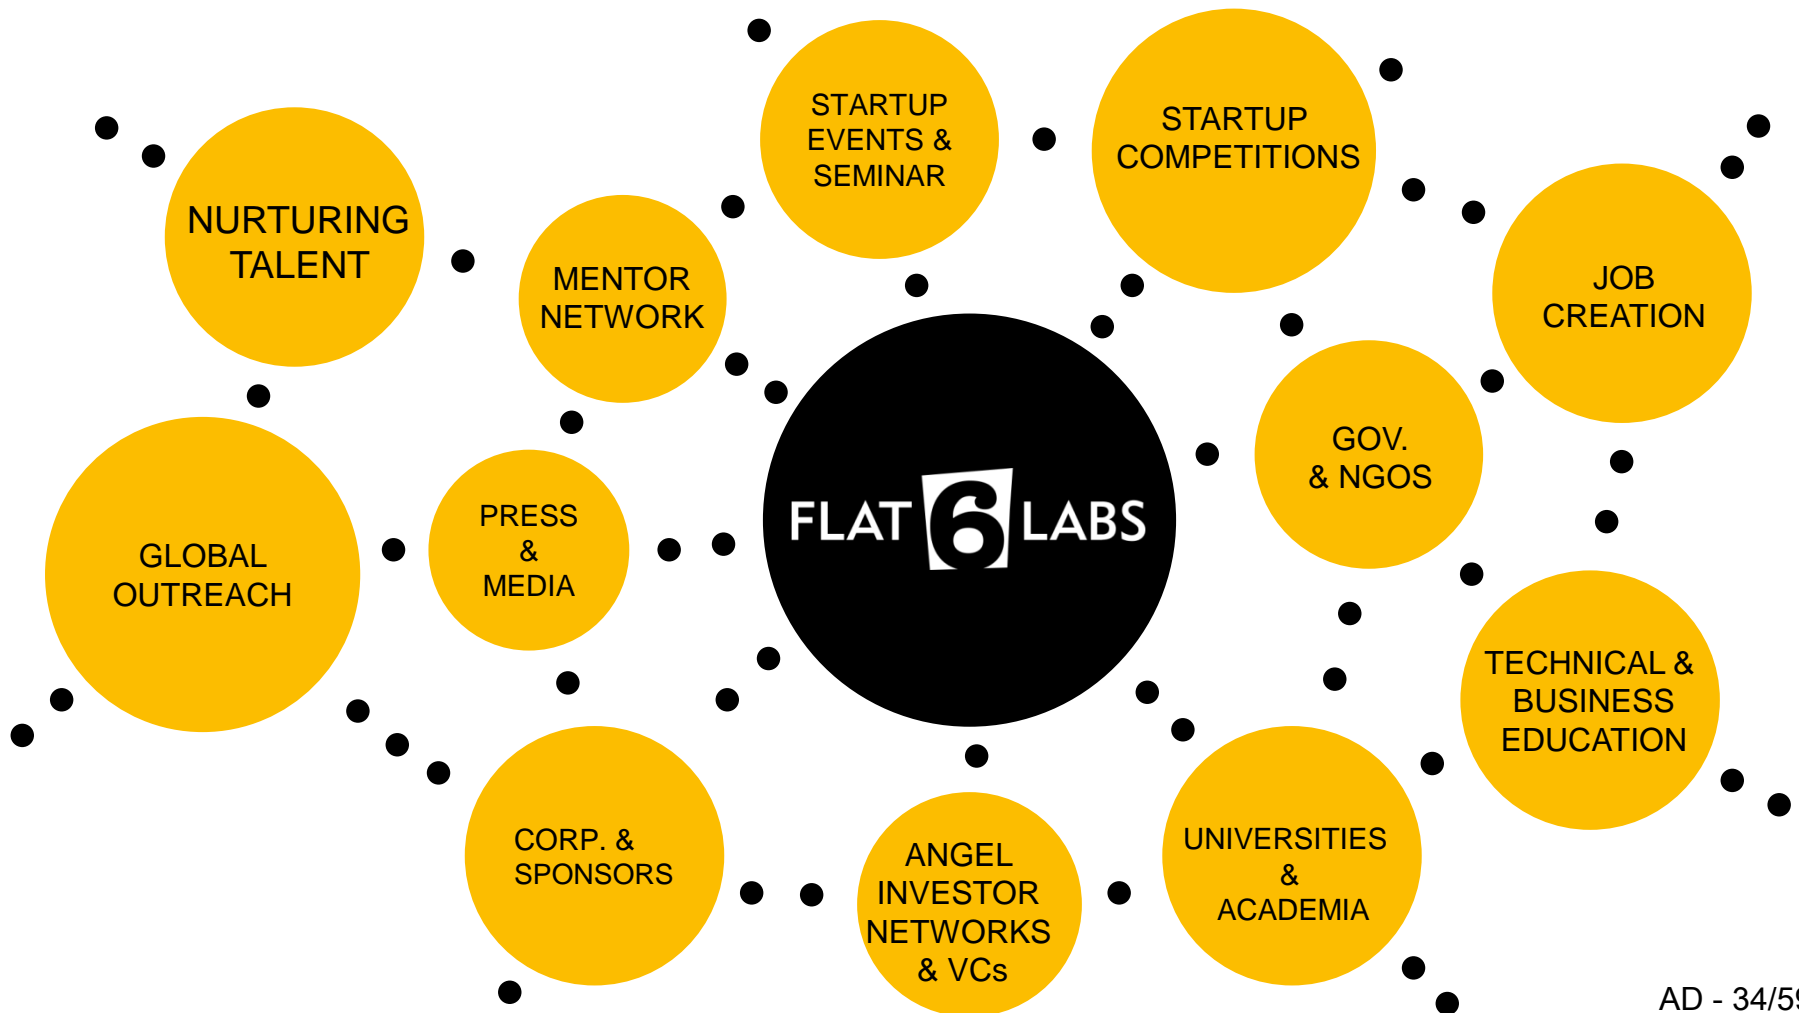 STARTUP
EVENTS &
SEMINAR
STARTUP
COMPETITIONS
NURTURING
TALENT
MENTOR
NETWORK
JOB
CREATION
GOV.
& NGOS
FLAT 6 LABS
PRESS
&
MEDIA
GLOBAL
OUTREACH
TECHNICAL &
BUSINESS
EDUCATION
CORP. &
SPONSORS
ANGEL
INVESTOR
NETWORKS
& VCs
UNIVERSITIES
&
ACADEMIA
AD - 34/59